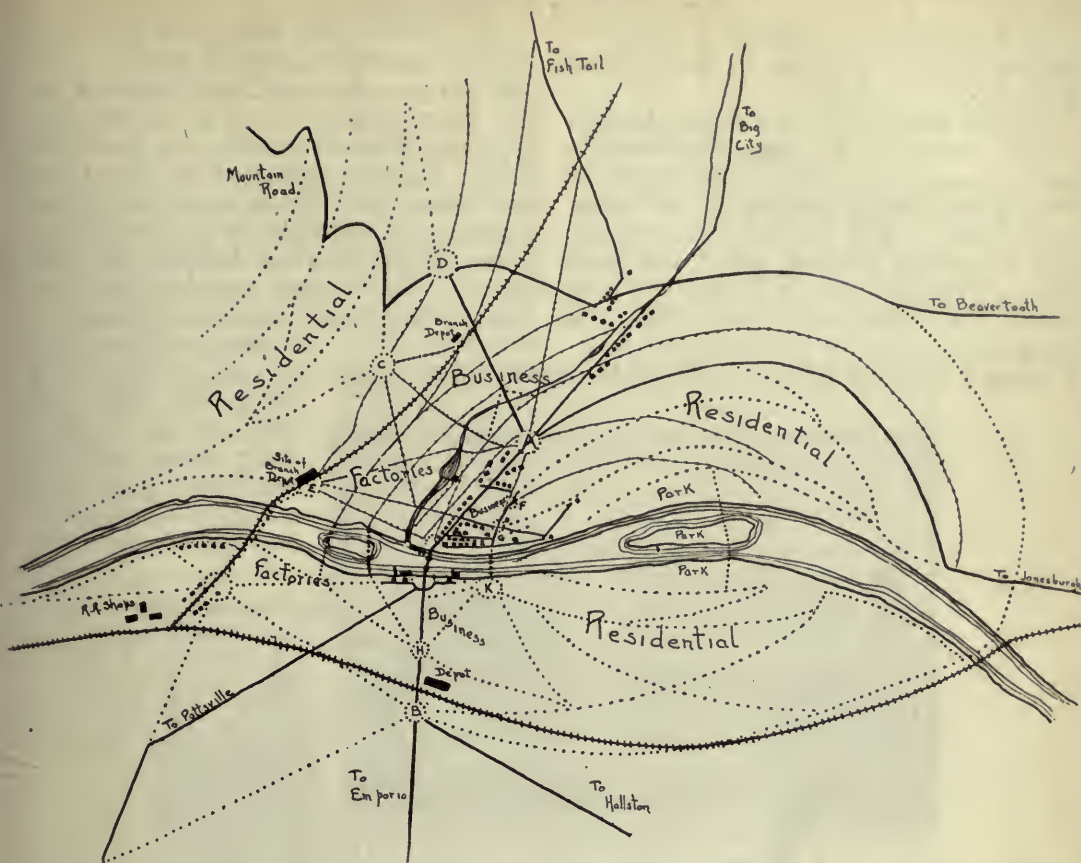 To
Fish Tail
To
Big
City
Mountain
Road.
D
To Beavertooth
Residential
Branch
Depot
C
Business
Residential
A
Site of
Branch
Depot
E
Factories
Business
F
Park
Park
Park
Factories
To Jonesburgh
K
R.R. Shops
Business
Residential
H
Depot
To Pottsville
B
To
Emporia
To
Hallston